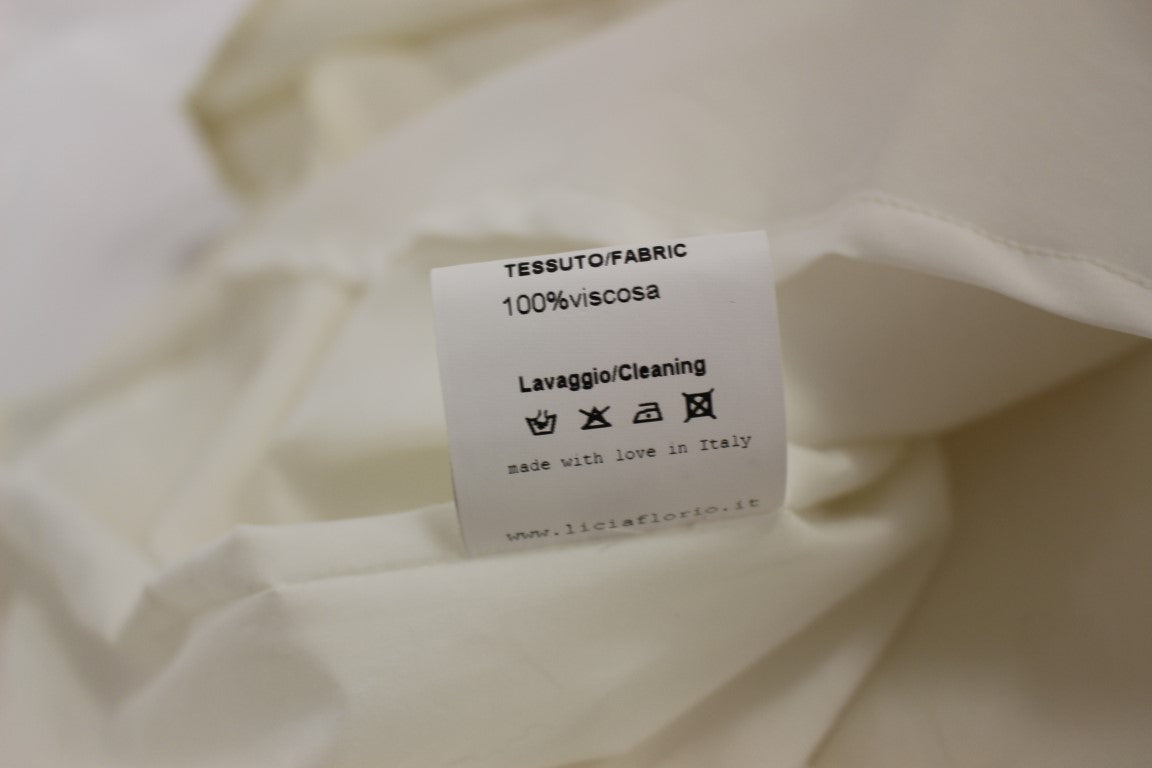 TESSUTO/FABRIC
100%viscosa
Lavaggio/Cleaning
made with love in Italy
www.liciaflorio.it